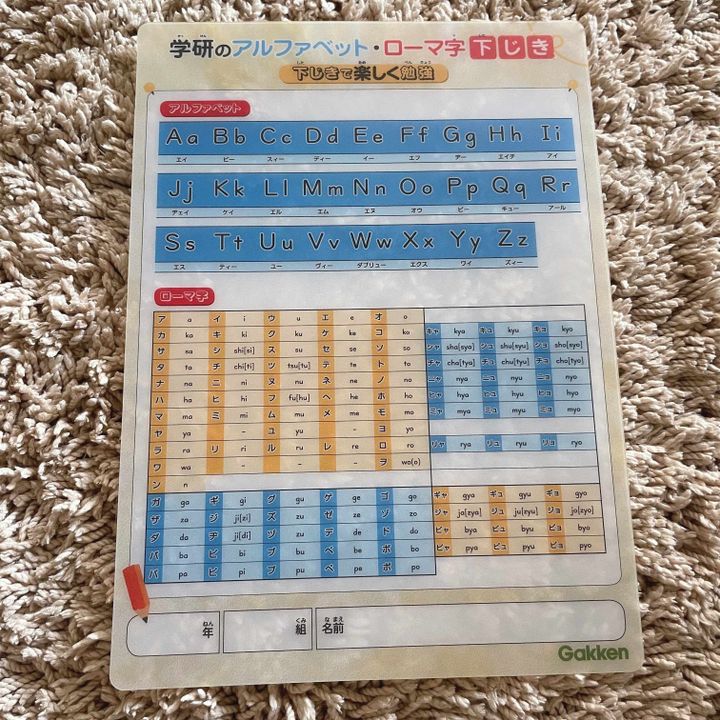 学研のアルファベット・ローマ字下じき
下じきで楽しく勉強
アルファベット
Aa Bb Cc Dd Ee Ff Gg Hh Ii
エイ ビー スィー ディー イー エフ ジー エイチ アイ
Jj Kk Ll Mm Nn Oo Pp Qq Rr
ヂェイ ケイ エル エム エヌ オウ ピー キュー アール
Ss Tt Uu Vv Ww Xx Yy Zz
エス ティー ユー ヴィー ダブリュー エクス ワイ ズィー
ローマ字
ア a イ i ウ u エ e オ o
カ ka キ ki ク ku ケ ke コ ko
サ sa シ shi[si] ス su セ se ソ so
タ ta チ chi[ti] ツ tsu[tu] テ te ト to
ナ na ニ ni ヌ nu ネ ne ノ no
ハ ha ヒ hi フ fu[hu] ヘ he ホ ho
マ ma ミ mi ム mu メ me モ mo
ヤ ya - ユ yu - ヨ yo
ラ ra リ ri ル ru レ re ロ ro
ワ wa - - - ヲ wo(o)
ン n
キャ kya キュ kyu キョ kyo
シャ sha[sya] シュ shu[syu] ショ sho[syo]
チャ cha[tya] チュ chu[tyu] チョ cho[tyo]
ニャ nya ニュ nyu ニョ nyo
ヒャ hya ヒュ hyu ヒョ hyo
ミャ mya ミュ myu ミョ myo
リャ rya リュ ryu リョ ryo
ガ ga ギ gi グ gu ゲ ge ゴ go
ザ za ジ ji[zi] ズ zu ゼ ze ゾ zo
ダ da ヂ ji[di] ヅ デ de ド do
バ ba ビ bi ブ bu ベ be ボ bo
パ pa ピ pi プ pu ペ pe ポ po
ギャ gya ギュ gyu ギョ gyo
ジャ ja[zya] ジュ ju[zyu] ジョ jo[zyo]
ビャ bya ビュ byu ビョ byo
ピャ pya ピュ pyu ピョ pyo
ねん くみ なまえ
年 組 名前
Gakken